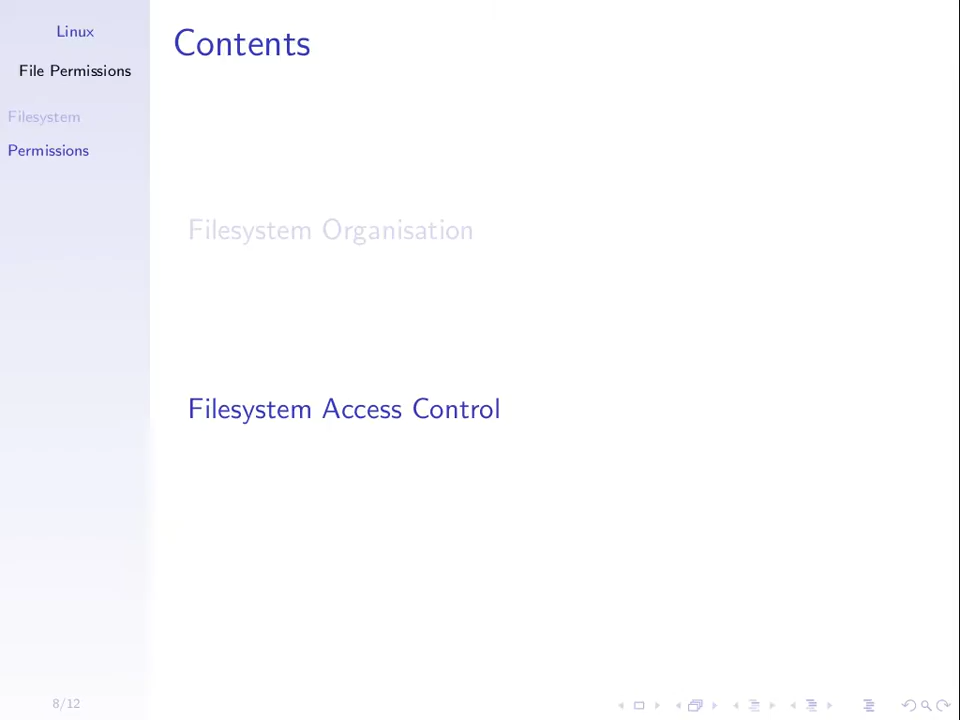 Linux
File Permissions
Filesystem
Permissions
Contents
Filesystem Organisation
Filesystem Access Control
8/12